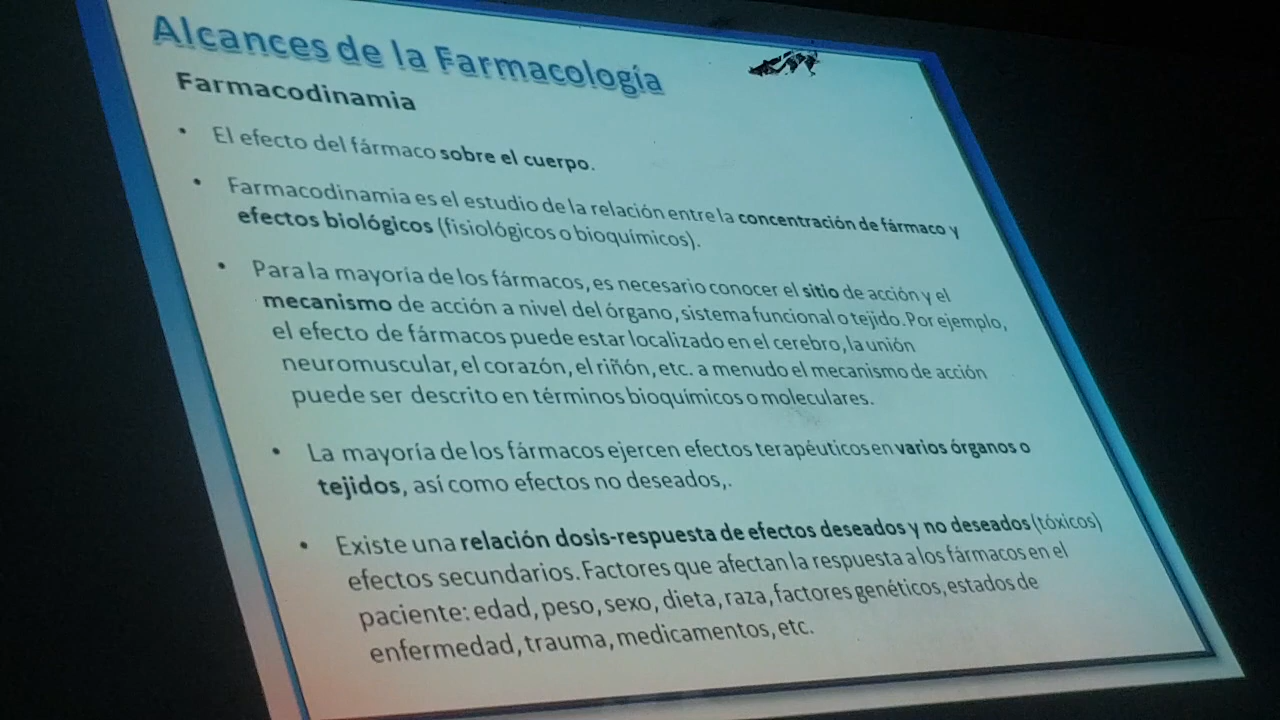 Alcances de la Farmacología
Farmacodinamia
• El efecto del fármaco sobre el cuerpo.
• Farmacodinamia es el estudio de la relación entre la concentración de fármaco y
efectos biológicos (fisiológicos o bioquímicos).
• Para la mayoría de los fármacos, es necesario conocer el sitio de acción y el
mecanismo de acción a nivel del órgano, sistema funcional o tejido. Por ejemplo,
el efecto de fármacos puede estar localizado en el cerebro, la unión
neuromuscular, el corazón, el riñón, etc. a menudo el mecanismo de acción
puede ser descrito en términos bioquímicos o moleculares.
• La mayoría de los fármacos ejercen efectos terapéuticos en varios órganos o
tejidos, así como efectos no deseados,.
• Existe una relación dosis-respuesta de efectos deseados y no deseados (tóxicos)
efectos secundarios. Factores que afectan la respuesta a los fármacos en el
paciente: edad, peso, sexo, dieta, raza, factores genéticos, estados de
enfermedad, trauma, medicamentos, etc.